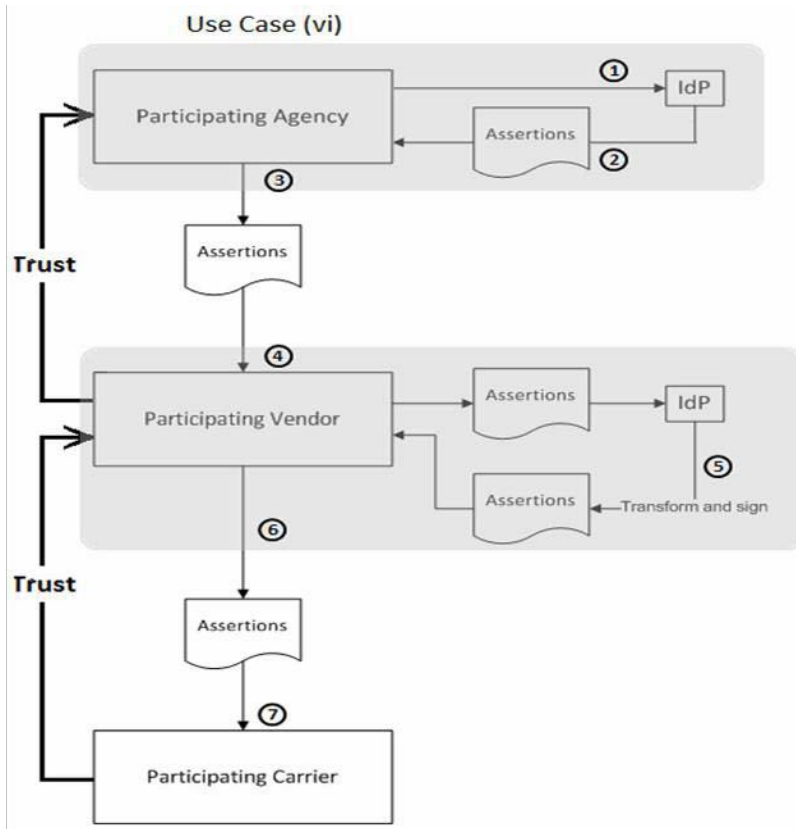 Use Case (vi)
Participating Agency
1
IdP
Assertions
2
3
Assertions
Trust
4
Participating Vendor
Assertions
IdP
5
Assertions
Transform and sign
6
Trust
Assertions
7
Participating Carrier